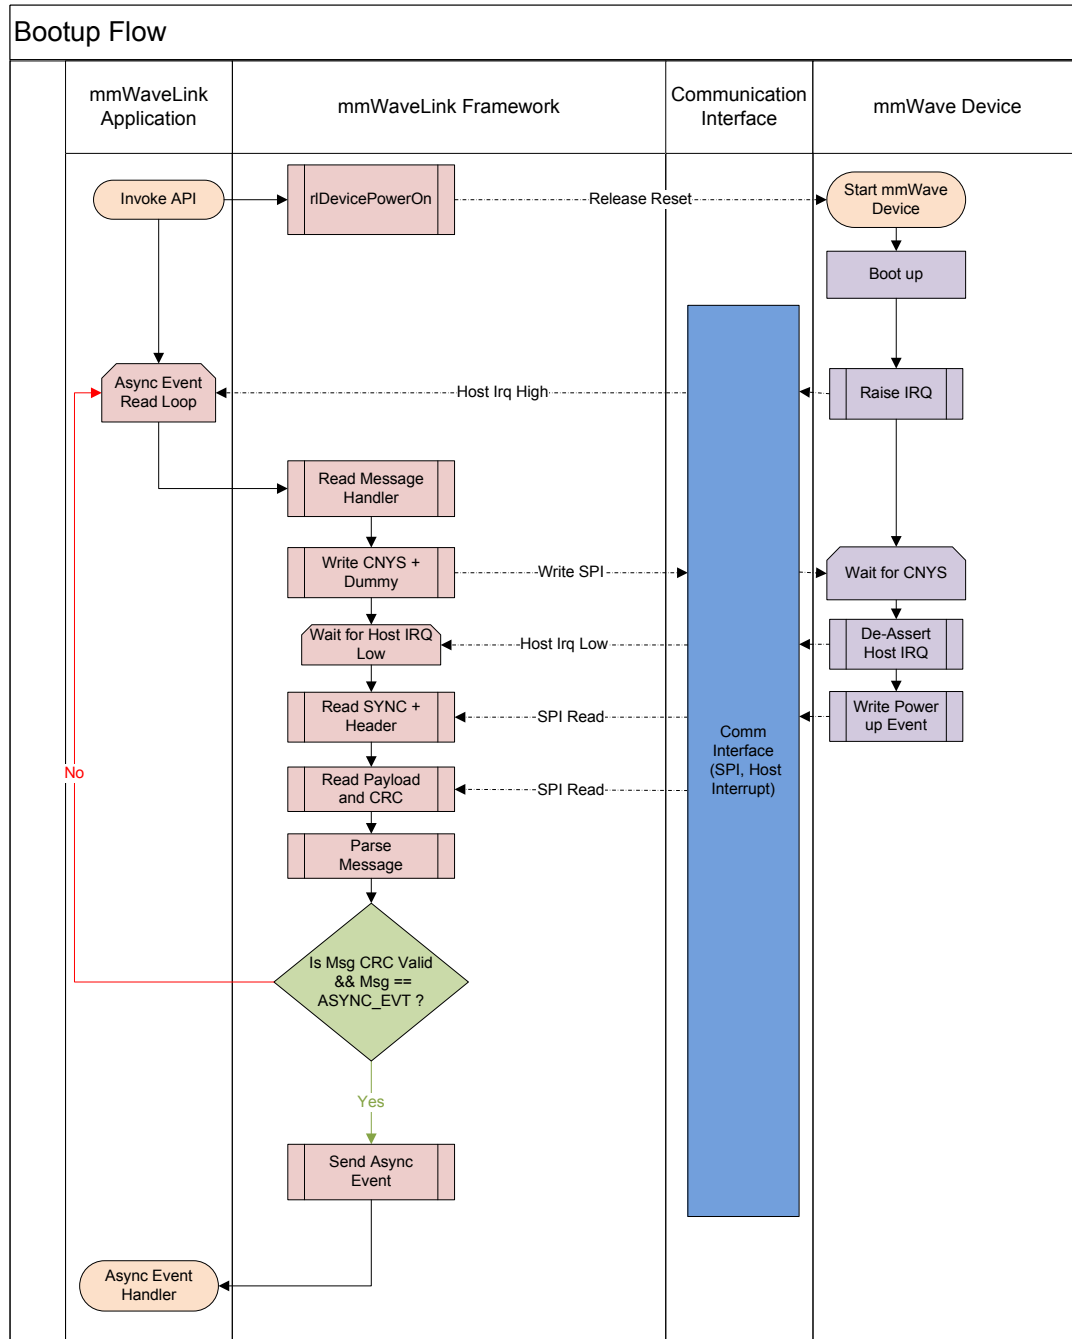 Bootup Flow
mmWaveLink
Application
mmWaveLink Framework
Communication
Interface
mmWave Device
Invoke API
rlDevicePowerOn
Release Reset
Start mmWave
Device
Boot up
Async Event
Read Loop
Host Irq High
Raise IRQ
Read Message
Handler
Write CNYS +
Dummy
Write SPI
Wait for CNYS
Wait for Host IRQ
Low
Host Irq Low
De-Assert
Host IRQ
Read SYNC +
Header
SPI Read
Write Power
up Event
Comm
Interface
(SPI, Host
Interrupt)
No
Read Payload
and CRC
SPI Read
Parse
Message
Is Msg CRC Valid
&& Msg ==
ASYNC_EVT ?
Yes
Send Async
Event
Async Event
Handler